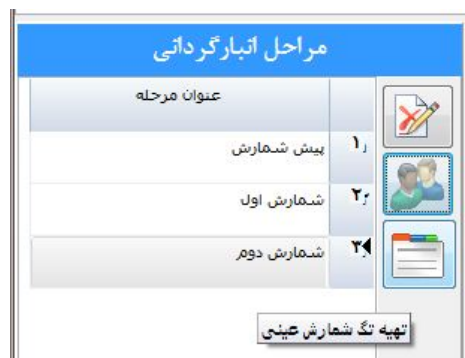 مراحل انبارگردانی
عنوان مرحله
۱ پیش شمارش
۲ شمارش اول
۳ شمارش دوم
تهیه تگ شمارش عینی